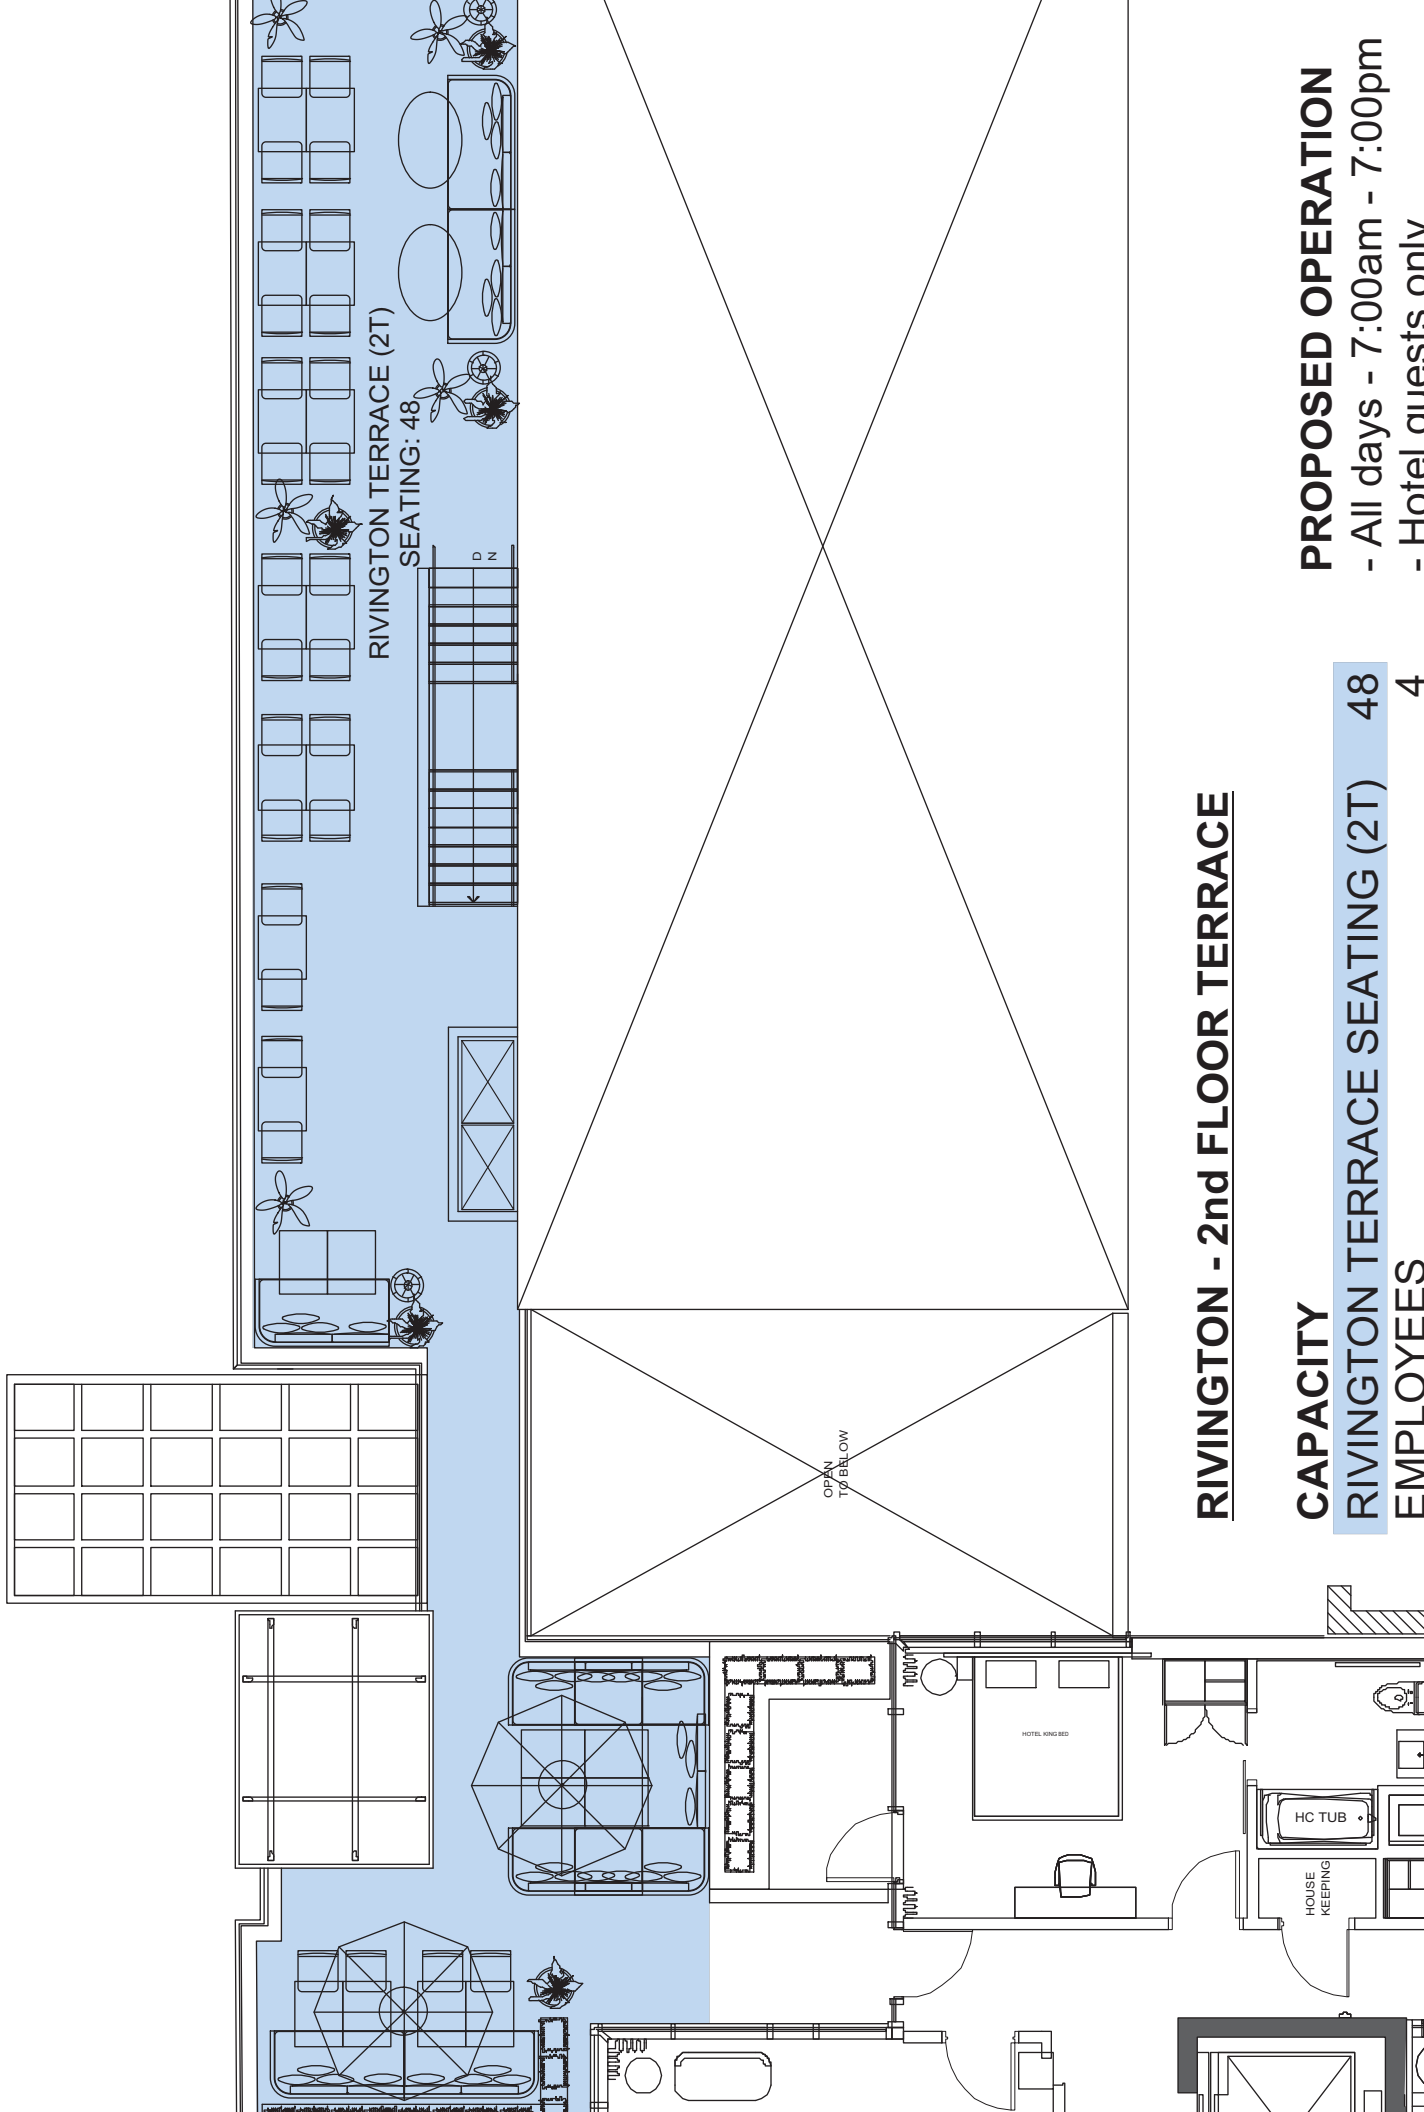 RIVINGTON TERRACE (2T)
SEATING: 48
D
N
OPEN
TO BELOW
RIVINGTON - 2nd FLOOR TERRACE
CAPACITY
RIVINGTON TERRACE SEATING (2T) 48
EMPLOYEES 4
PROPOSED OPERATION
- All days - 7:00am - 7:00pm
- Hotel guests only
HOTEL KING BED
HC TUB
HOUSE
KEEPING